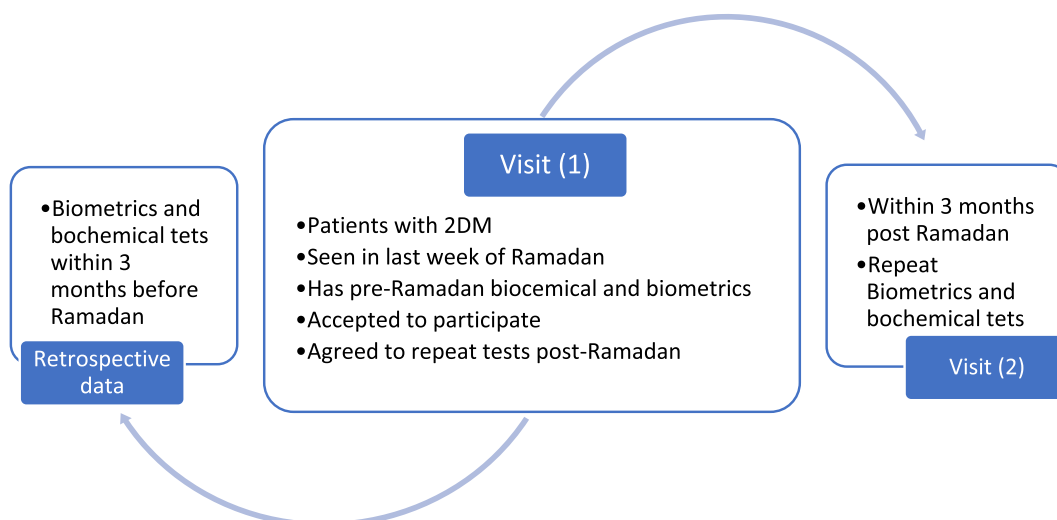 •Biometrics and
bochemical tets
within 3
months before
Ramadan
Retrospective
data
Visit (1)
•Patients with 2DM
•Seen in last week of Ramadan
•Has pre-Ramadan biocemical and biometrics
•Accepted to participate
•Agreed to repeat tests post-Ramadan
•Within 3 months
post Ramadan
•Repeat
Biometrics and
bochemical tets
Visit (2)